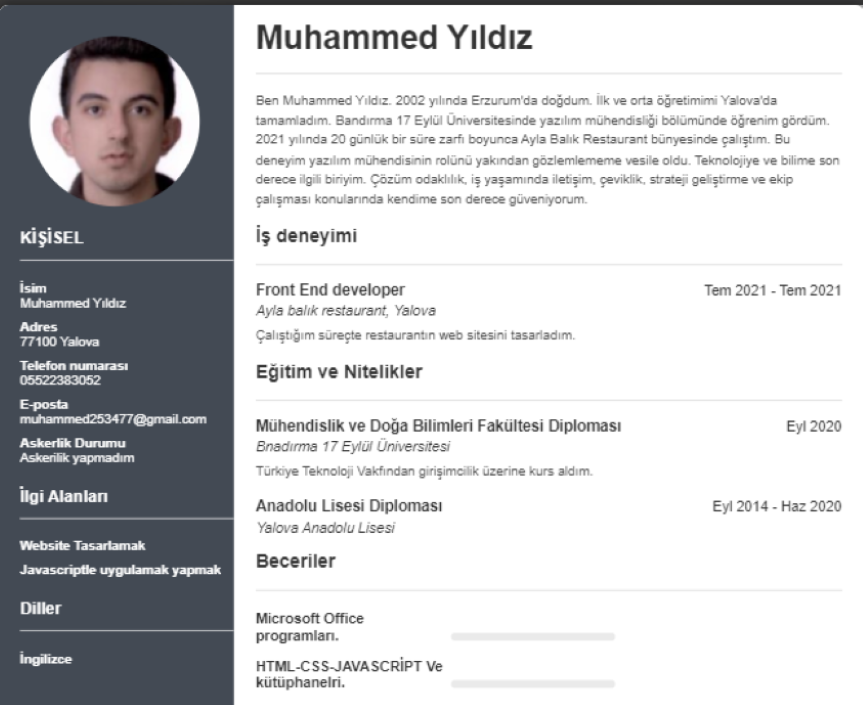 KİŞİSEL
İsim
Muhammed Yıldız
Adres
77100 Yalova
Telefon numarası
05522383052
E-posta
muhammed253477@gmail.com
Askerlik Durumu
Askerilik yapmadım
İlgi Alanları
Website Tasarlamak
Javascriptle uygulamak yapmak
Diller
İngilizce
Muhammed Yıldız
Ben Muhammed Yıldız. 2002 yılında Erzurum'da doğdum. İlk ve orta öğretimimi Yalova'da
tamamladım. Bandırma 17 Eylül Üniversitesinde yazılım mühendisliği bölümünde öğrenim gördüm.
2021 yılında 20 günlük bir süre zarfı boyunca Ayla Balık Restaurant bünyesinde çalıştım. Bu
deneyim yazılım mühendisinin rolünü yakından gözlemlememe vesile oldu. Teknolojiye ve bilime son
derece ilgili biriyim. Çözüm odaklılık, iş yaşamında iletişim, çeviklik, strateji geliştirme ve ekip
çalışması konularında kendime son derece güveniyorum.
İş deneyimi
Front End developer Tem 2021 - Tem 2021
Ayla balık restaurant, Yalova
Çalıştığım süreçte restaurantın web sitesini tasarladım.
Eğitim ve Nitelikler
Mühendislik ve Doğa Bilimleri Fakültesi Diploması Eyl 2020
Bnadırma 17 Eylül Üniversitesi
Türkiye Teknoloji Vakfından girişimcilik üzerine kurs aldım.
Anadolu Lisesi Diploması Eyl 2014 - Haz 2020
Yalova Anadolu Lisesi
Beceriler
Microsoft Office
programları.
HTML-CSS-JAVASCRİPT Ve
kütüphanelri.